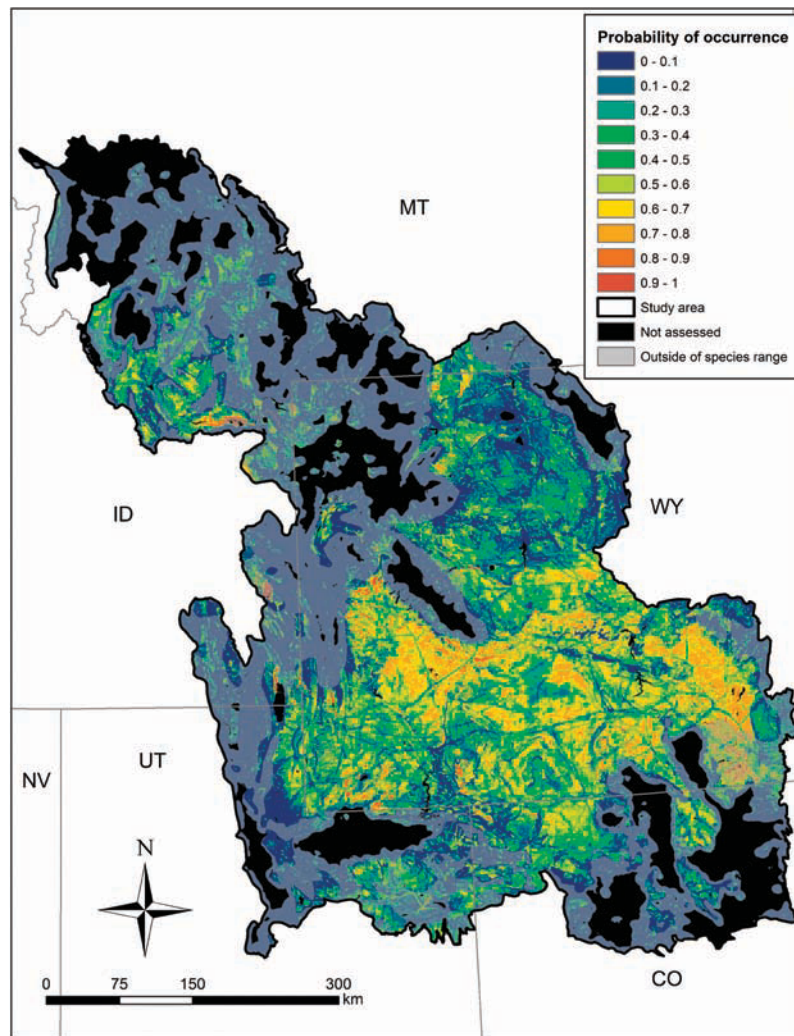 Probability of occurrence
0 - 0.1
0.1 - 0.2
0.2 - 0.3
0.3 - 0.4
0.4 - 0.5
0.5 - 0.6
0.6 - 0.7
0.7 - 0.8
0.8 - 0.9
0.9 - 1
Study area
Not assessed
Outside of species range
MT
ID
WY
UT
NV
N
CO
0 75 150 300
km